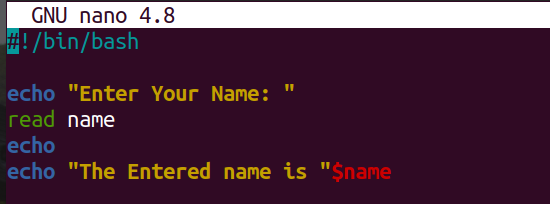 GNU nano 4.8
#!/bin/bash
echo "Enter Your Name: "
read name
echo
echo "The Entered name is "$name